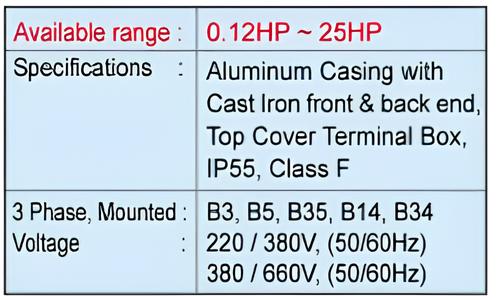 Available range : 0.12HP ~ 25HP
Specifications : Aluminum Casing with
Cast Iron front & back end,
Top Cover Terminal Box,
IP55, Class F
3 Phase, Mounted : B3, B5, B35, B14, B34
Voltage : 220 / 380V, (50/60Hz)
380 / 660V, (50/60Hz)